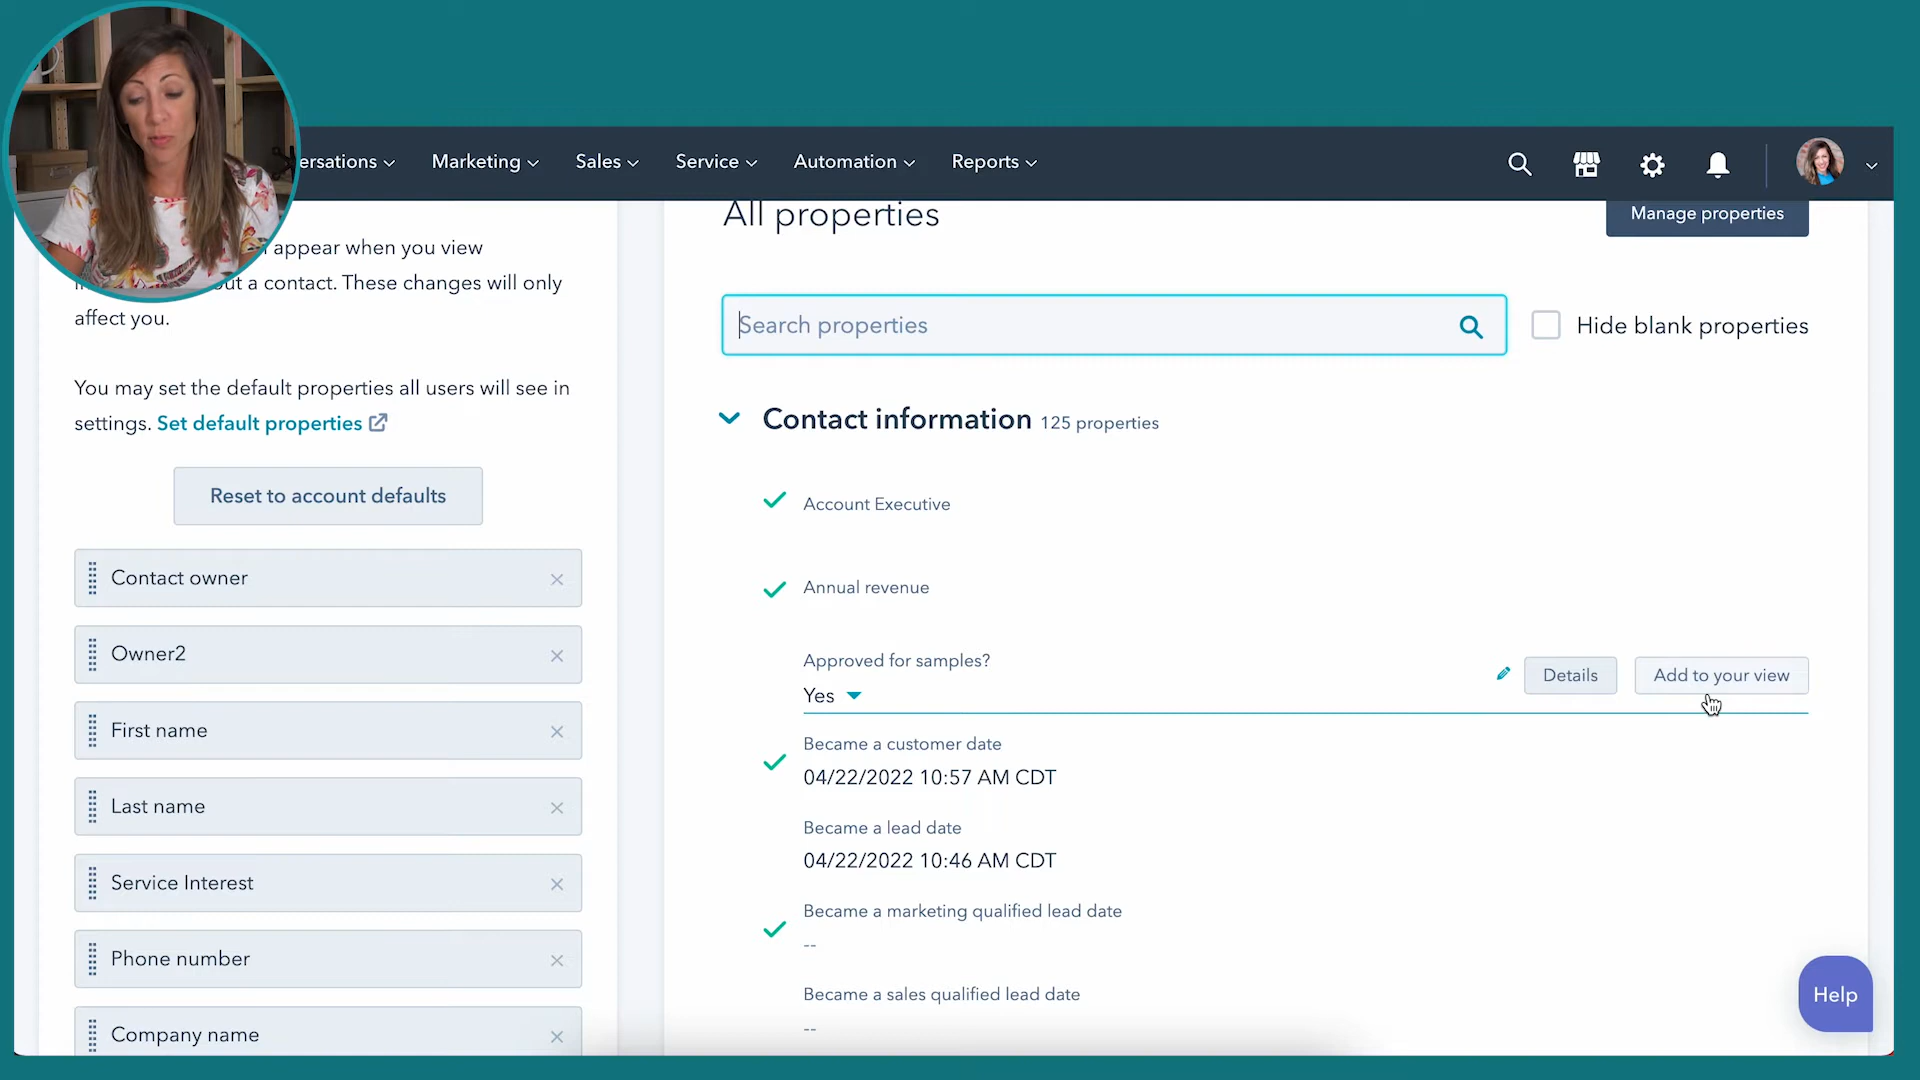 ersations
Marketing
Sales
Service
Automation
Reports
appear when you view
ut a contact. These changes will only
affect you.
You may set the default properties all users will see in
settings. Set default properties
Reset to account defaults
Contact owner
Owner2
First name
Last name
Service Interest
Phone number
Company name
All properties
Manage properties
Search properties
Hide blank properties
Contact information 125 properties
Account Executive
Annual revenue
Approved for samples?
Yes
Details
Add to your view
Became a customer date
04/22/2022 10:57 AM CDT
Became a lead date
04/22/2022 10:46 AM CDT
Became a marketing qualified lead date
--
Became a sales qualified lead date
--
Help